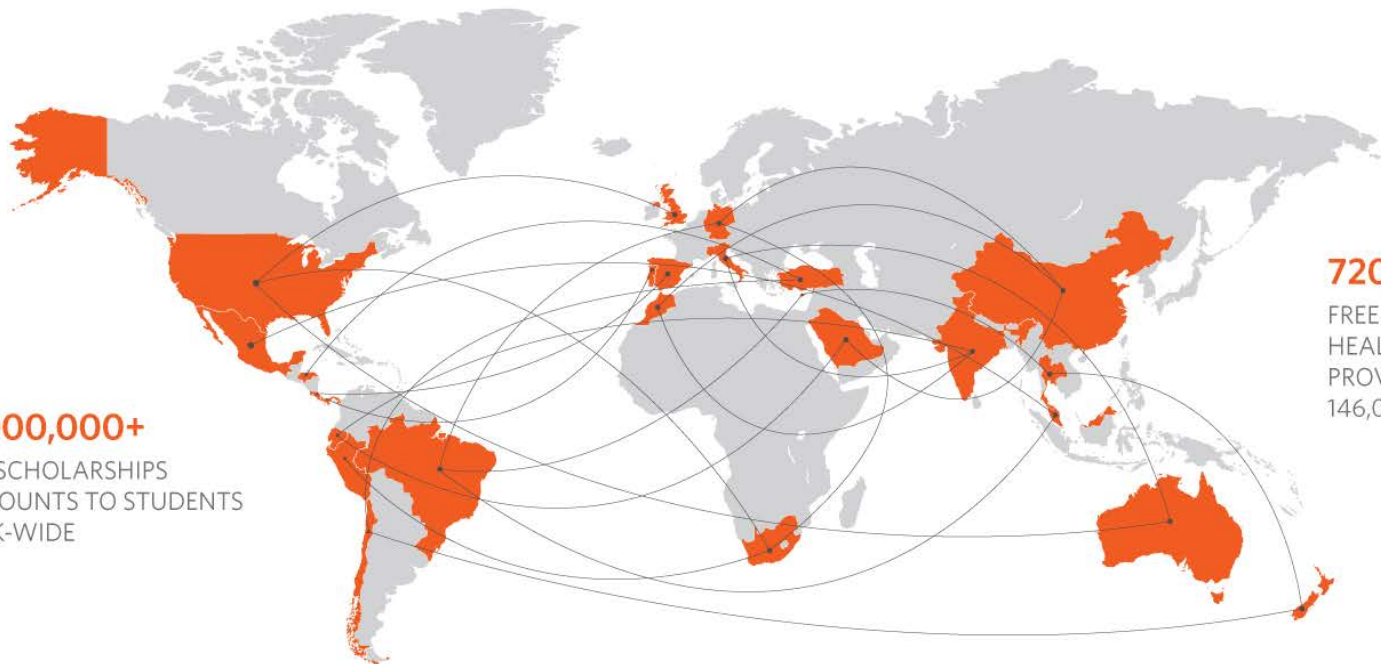 00,000+
SCHOLARSHIPS
OUNTS TO STUDENTS
K-WIDE
720
FREE
HEAL
PROV
146,0